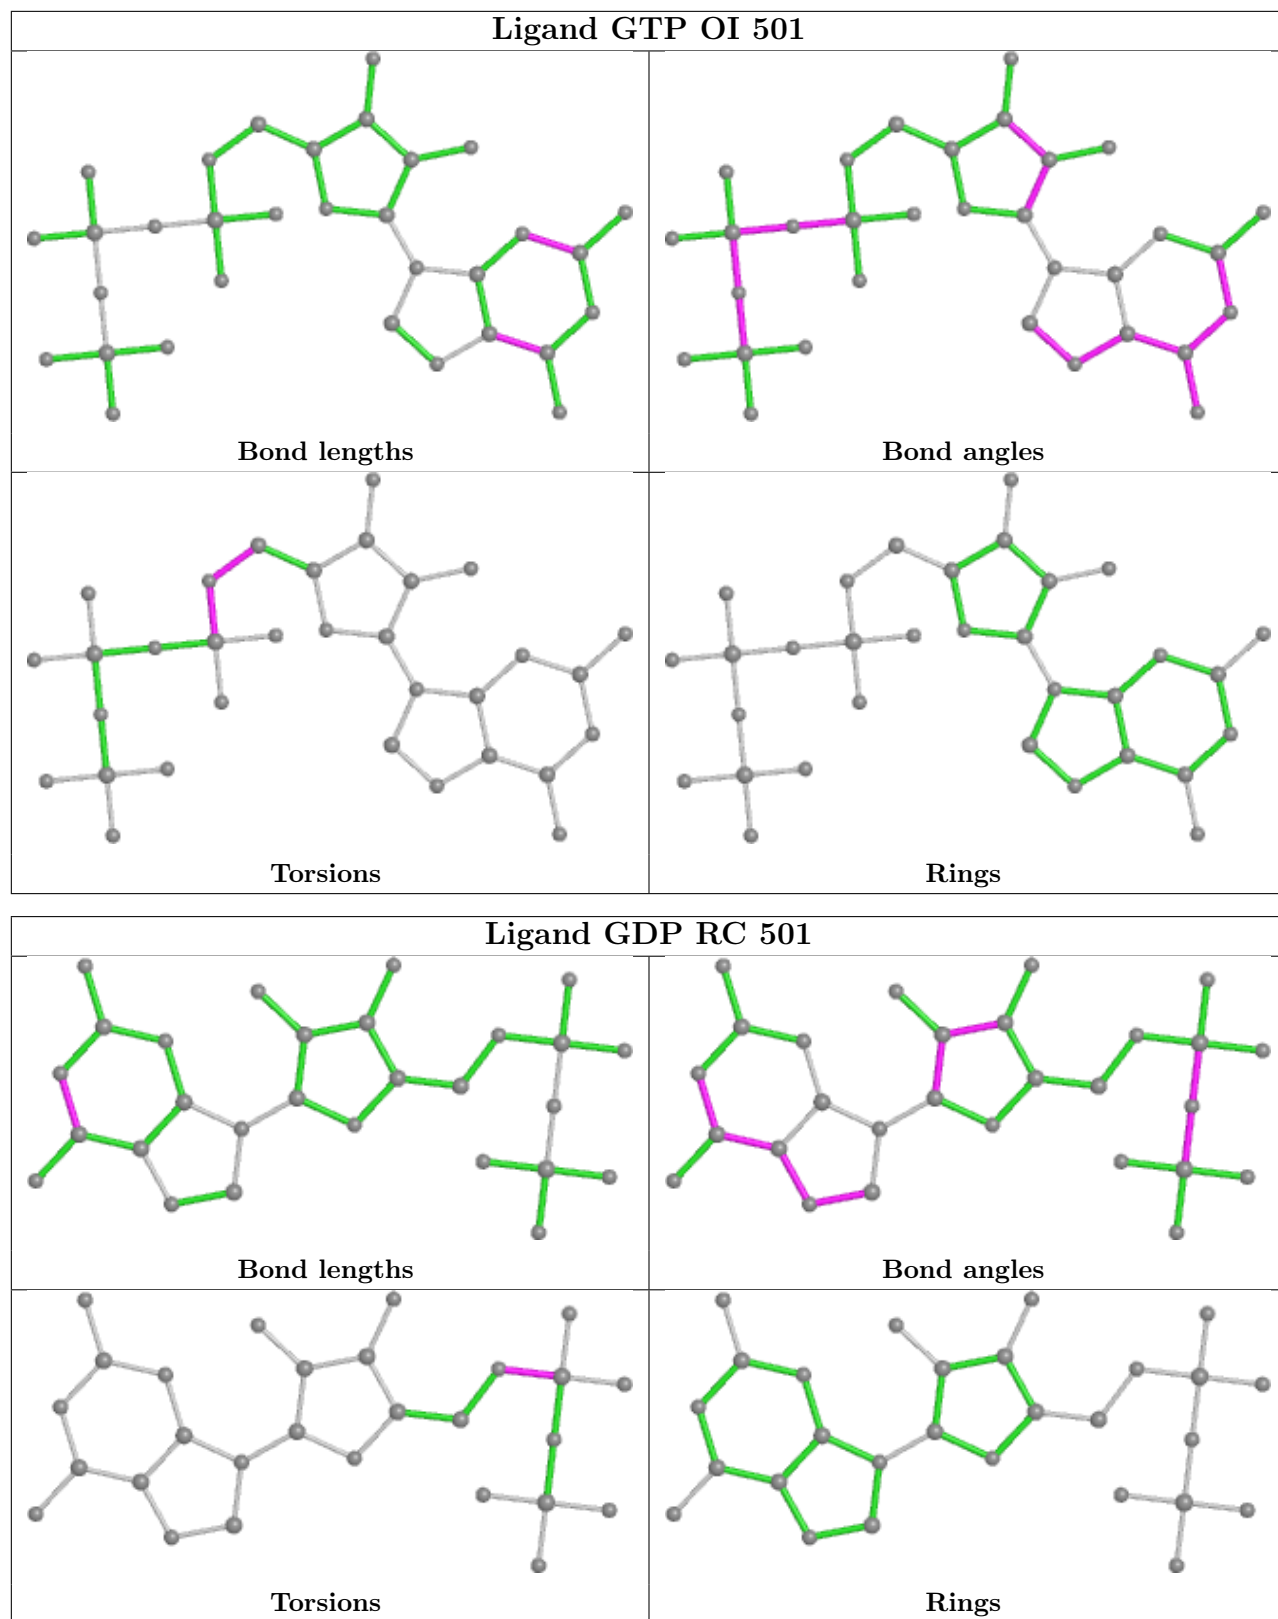 Ligand GTP OI 501
Bond lengths
Bond angles
Torsions
Rings
Ligand GDP RC 501
Bond lengths
Bond angles
Torsions
Rings